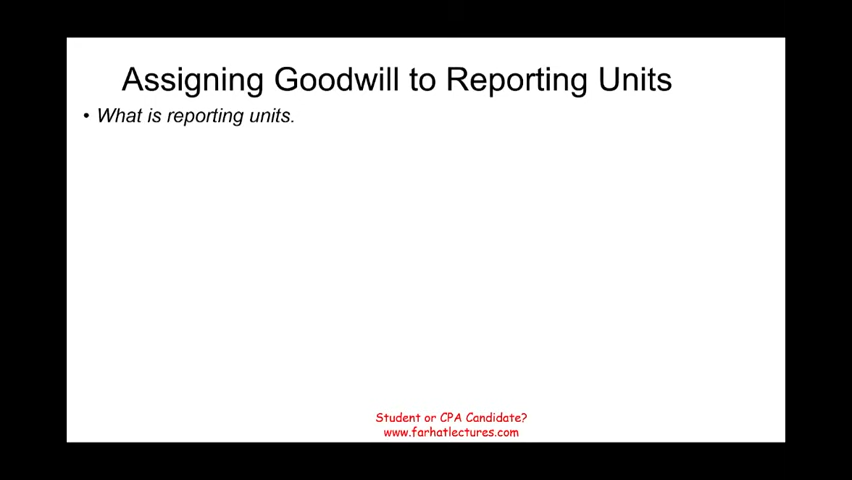 Assigning Goodwill to Reporting Units
• What is reporting units.
Student or CPA Candidate?
www.farhatlectures.com